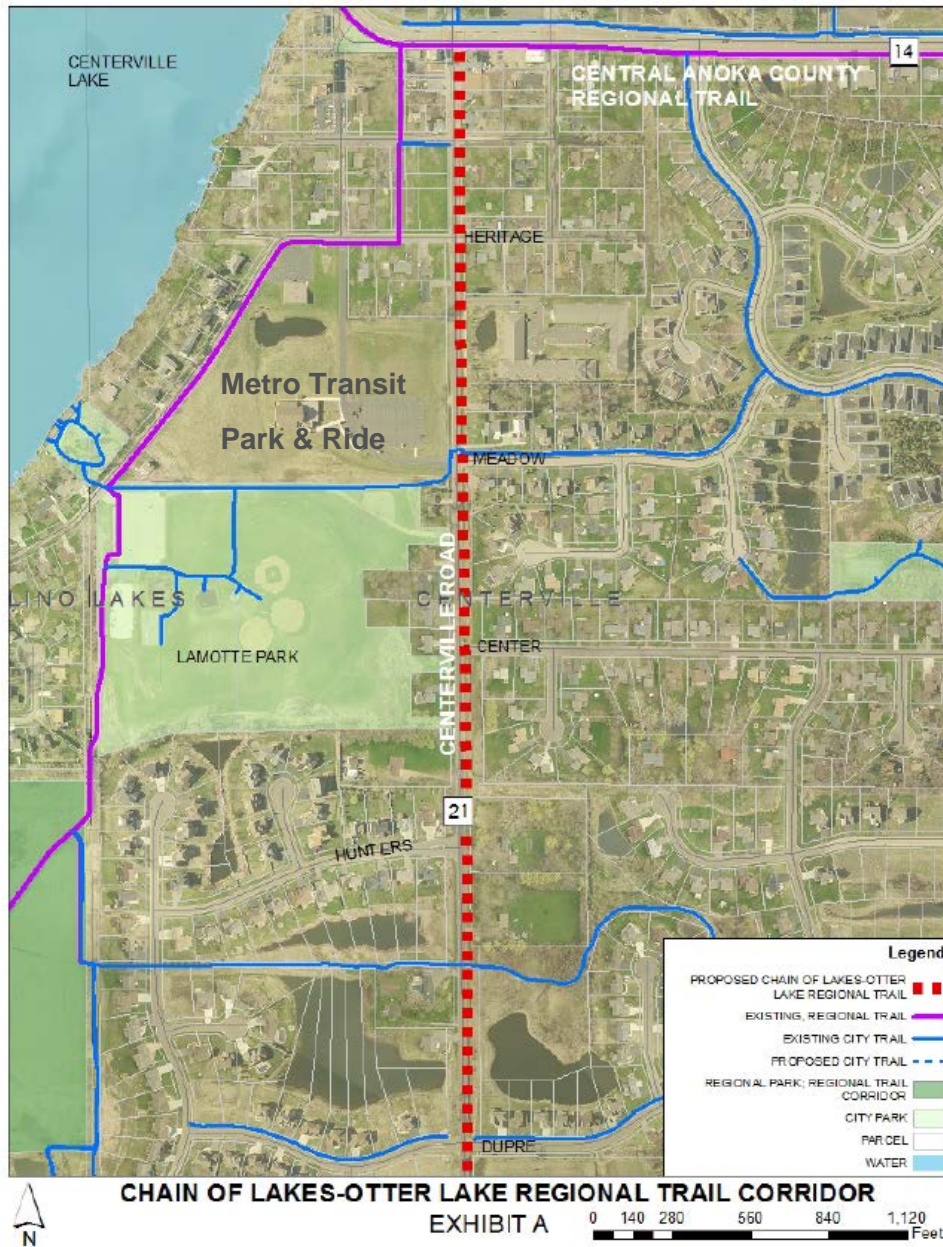 CENTERVILLE
LAKE
14
CENTRAL ANOKA COUNTY
REGIONAL TRAIL
HERITAGE
Metro Transit
Park & Ride
MEADOW
CENTERVILLE ROAD
LINO LAKES
CENTERVILLE
CENTER
LAMOTTE PARK
21
HUNTERS
DUPRE
Legend
PROPOSED CHAIN OF LAKES-OTTER
LAKE REGIONAL TRAIL
EXISTING, REGIONAL TRAIL
EXISTING CITY TRAIL
PROPOSED CITY TRAIL
REGIONAL PARK; REGIONAL TRAIL
CORRIDOR
CITY PARK
PARCEL
WATER
N
CHAIN OF LAKES-OTTER LAKE REGIONAL TRAIL CORRIDOR
EXHIBIT A
0 140 280 560 840 1,120
Feet